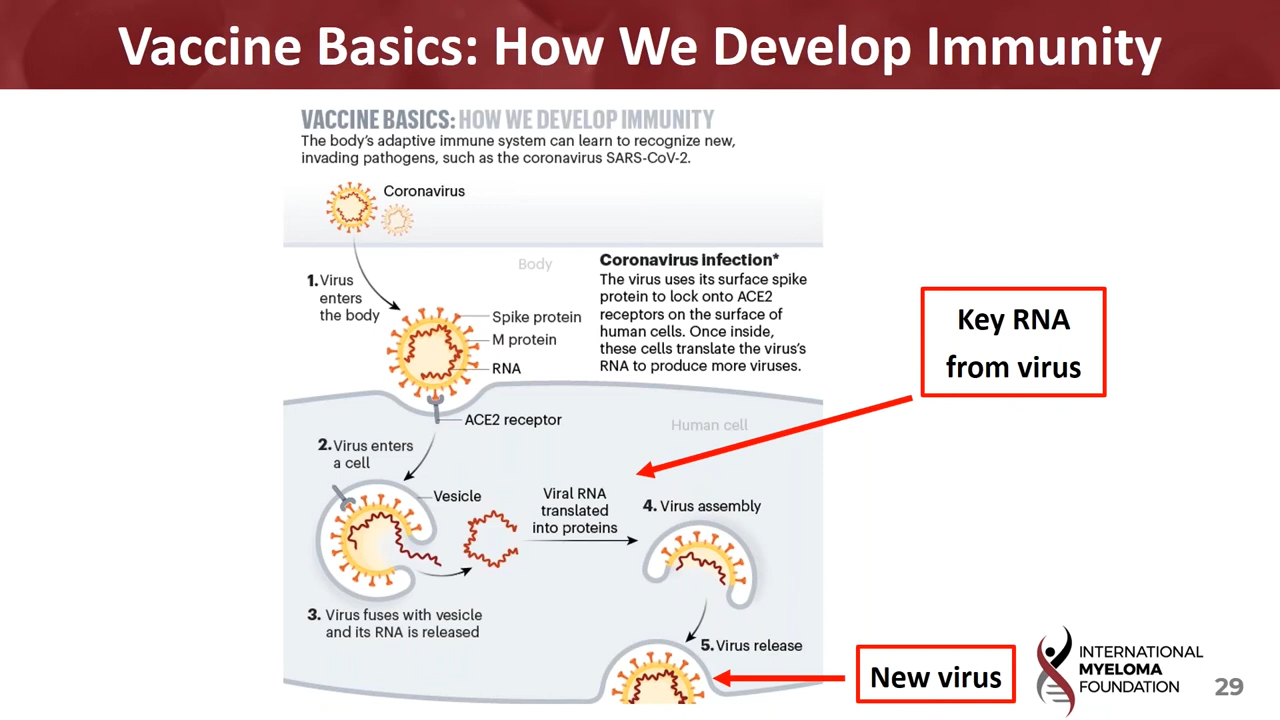 Vaccine Basics: How We Develop Immunity
VACCINE BASICS: HOW WE DEVELOP IMMUNITY
The body's adaptive immune system can learn to recognize new,
invading pathogens, such as the coronavirus SARS-CoV-2.
Coronavirus
Body
1. Virus
enters
the body
Spike protein
M protein
RNA
Coronavirus infection*
The virus uses its surface spike
protein to lock onto ACE2
receptors on the surface of
human cells. Once inside,
these cells translate the virus's
RNA to produce more viruses.
Key RNA
from virus
ACE2 receptor
Human cell
2. Virus enters
a cell
Vesicle
Viral RNA
translated
into proteins
4. Virus assembly
3. Virus fuses with vesicle
and its RNA is released
5. Virus release
New virus
INTERNATIONAL
MYELOMA
FOUNDATION
29